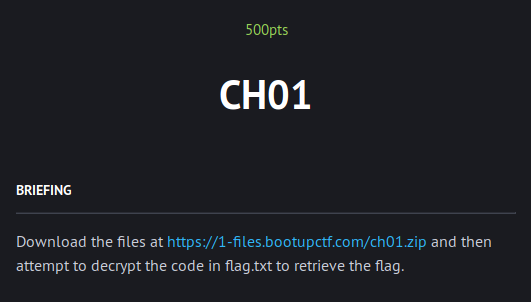 500pts
CH01
BRIEFING
Download the files at https://1-files.bootupctf.com/ch01.zip and then
attempt to decrypt the code in flag.txt to retrieve the flag.